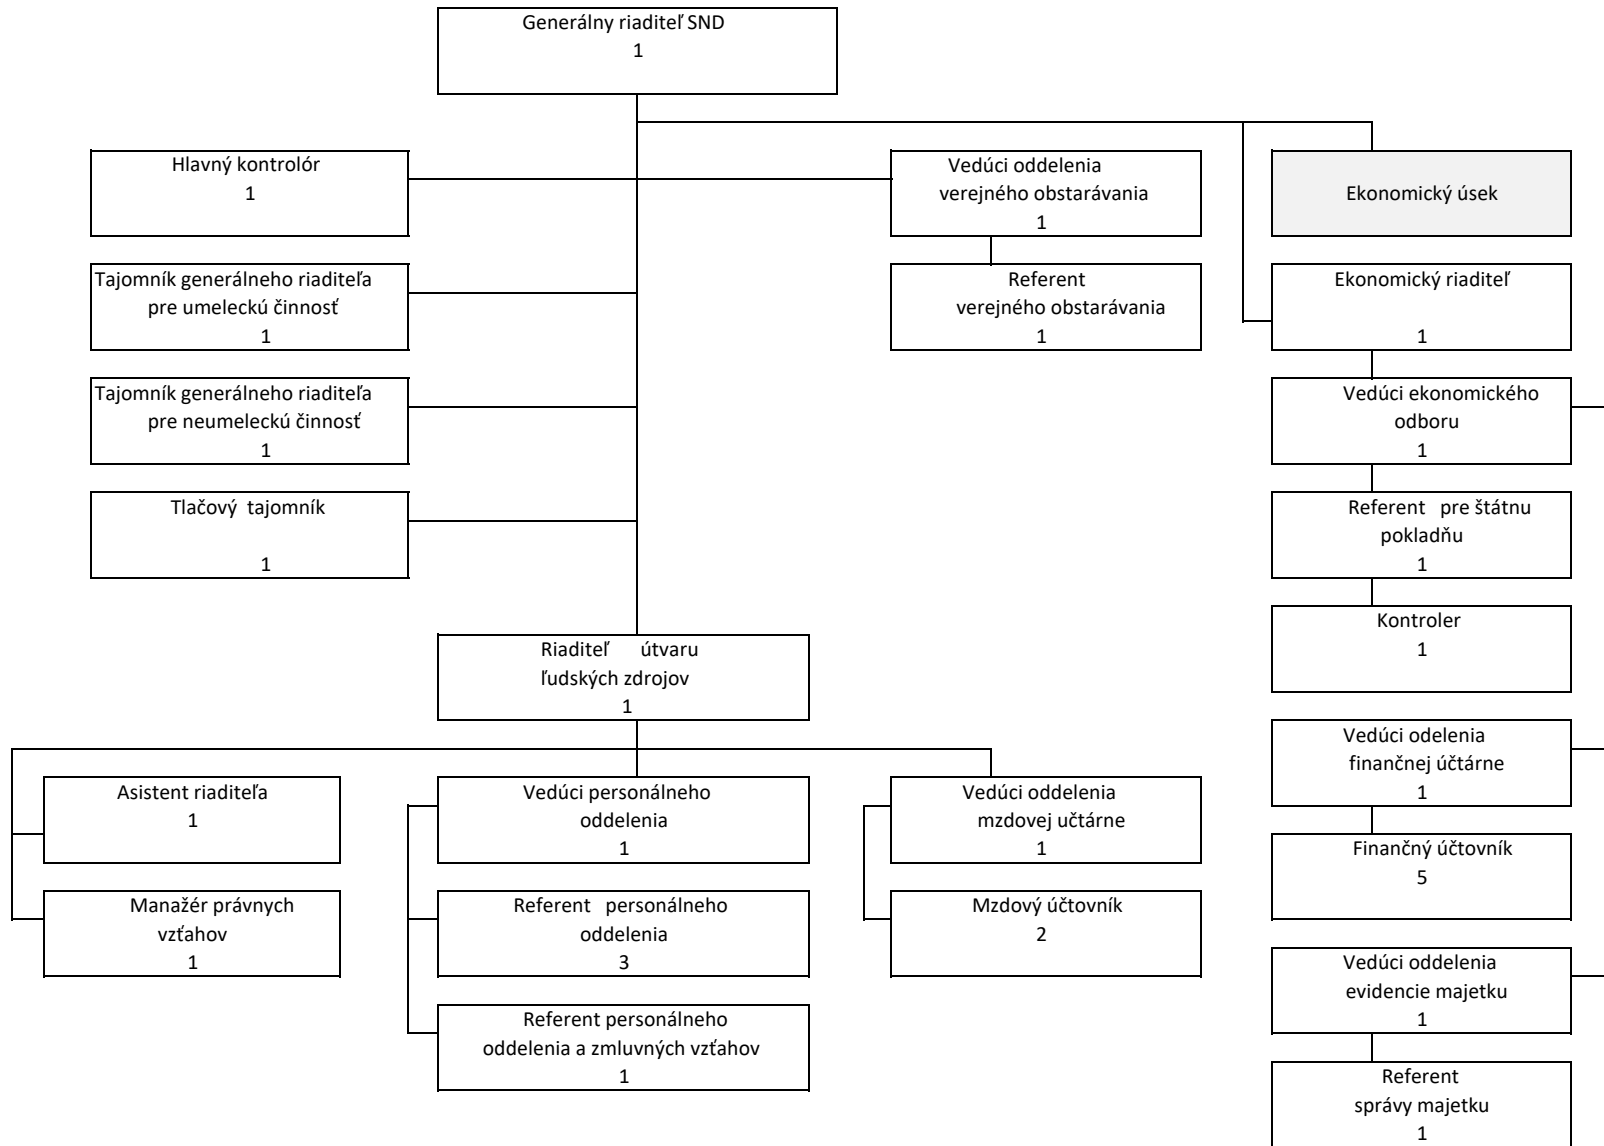 Generálny riaditeľ SND
1
Hlavný kontrolór
1
Vedúci oddelenia
verejného obstarávania
1
Ekonomický úsek
Tajomník generálneho riaditeľa
pre umeleckú činnosť
1
Referent
verejného obstarávania
1
Ekonomický riaditeľ
1
Tajomník generálneho riaditeľa
pre neumeleckú činnosť
1
Vedúci ekonomického
odboru
1
Tlačový tajomník
1
Referent pre štátnu
pokladňu
1
Riaditeľ útvaru
ľudských zdrojov
1
Kontroler
1
Vedúci odelenia
finančnej účtárne
1
Asistent riaditeľa
1
Vedúci personálneho
oddelenia
1
Vedúci oddelenia
mzdovej učtárne
1
Finančný účtovník
5
Manažér právnych
vzťahov
1
Referent personálneho
oddelenia
3
Mzdový účtovník
2
Vedúci oddelenia
evidencie majetku
1
Referent personálneho
oddelenia a zmluvných vzťahov
1
Referent
správy majetku
1